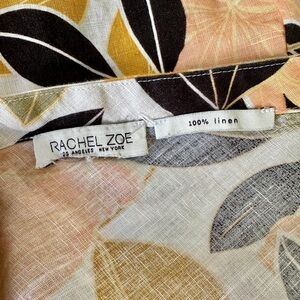 RACHEL ZOE
LOS ANGELES NEW YORK
100% linen